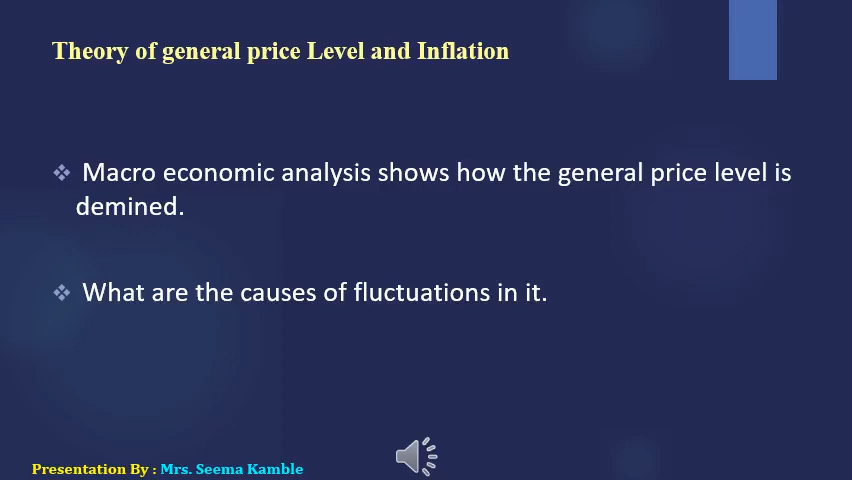 Theory of general price Level and Inflation
❖ Macro economic analysis shows how the general price level is
demined.
❖ What are the causes of fluctuations in it.
Presentation By : Mrs. Seema Kamble